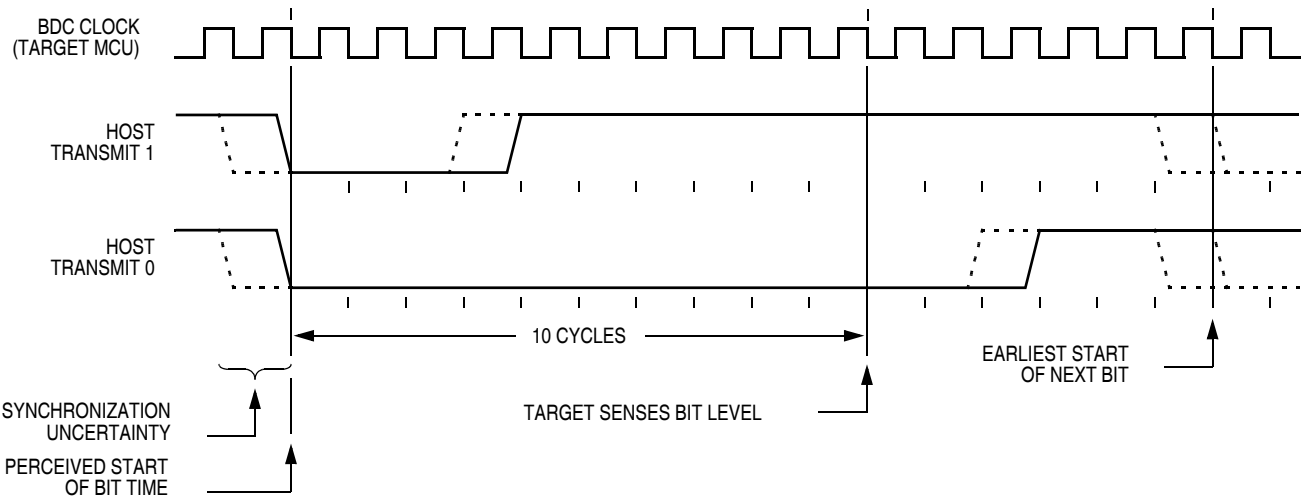 BDC CLOCK
(TARGET MCU)
HOST
TRANSMIT 1
HOST
TRANSMIT 0
10 CYCLES
EARLIEST START
OF NEXT BIT
SYNCHRONIZATION
UNCERTAINTY
TARGET SENSES BIT LEVEL
PERCEIVED START
OF BIT TIME